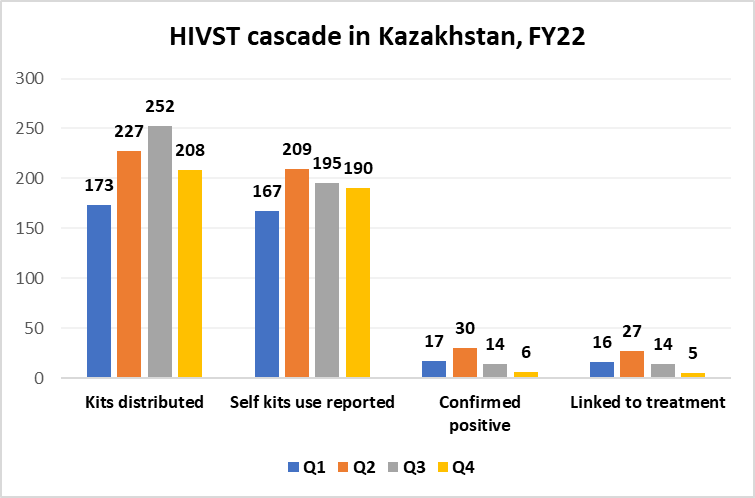 HIVST cascade in Kazakhstan, FY22
300
250
200
150
100
50
0
173
227
252
208
167
209
195
190
17
30
14
6
16
27
14
5
Kits distributed
Self kits use reported
Confirmed
positive
Linked to treatment
Q1
Q2
Q3
Q4